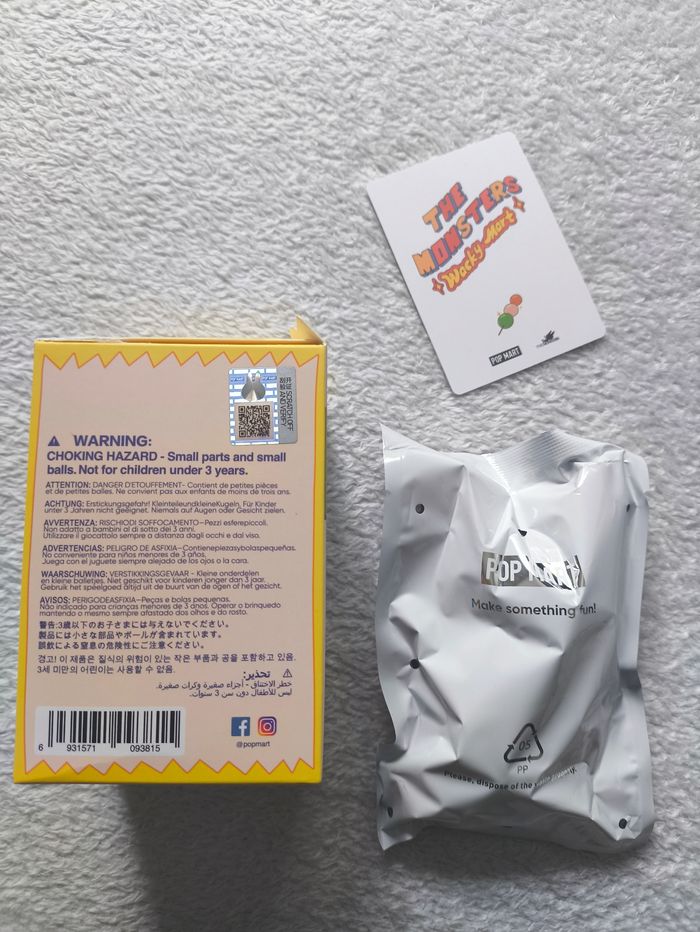 THE
MONSTERS
Wacky Mart
POP MART
开涂层 查真伪
SCRATCH OFF
AND VERIFY
WARNING:
CHOKING HAZARD - Small parts and small
balls. Not for children under 3 years.
ATTENTION: DANGER D'ETOUFFEMENT- Contient de petites pièces
et de petites balles. Ne convient pas aux enfants de moins de trois ans.
ACHTUNG: Erstickungsgefahr! KleinteileundkleineKugeln. Für Kinder
unter 3 Jahren nicht geeignet. Niemals auf Augen oder Gesicht zielen.
AVVERTENZA: RISCHIODI SOFFOCAMENTO-Pezzi esferepiccoli.
Non adatto a bambini al di sotto dei 3 anni.
Utilizzare il giocattolo sempre a distanza dagli occhi e dal viso.
ADVERTENCIAS: PELIGRO DE ASFIXIA-Contienepiezasybolaspequeñas.
No conveniente para niños menores de 3 años.
Juega con el juguete siempre alejado de los ojos o la cara.
WAARSCHUWING: VERSTIKKINGSGEVAAR - Kleine onderdelen
en kleine balletjes. Niet geschikt voor kinderen jonger dan 3 jaar.
Gebruik het speelgoed altijd uit de buurt van de ogen of het gezicht.
AVISOS: PERIGODEASFIXIA-Peças e bolas pequenas.
Não indicado para crianças menores de 3 anos. Operar o brinquedo
mantendo o mesmo sempre afastado dos olhos e do rosto.
警告:3歳以下のお子さまには与えないでください。
製品には小さな部品やボールが含まれています。
誤飲による窒息の危険性にご注意ください。
경고! 이 제품은 질식의 위험이 있는 작은 부품과 공을 포함하고 있음.
3세 미만의 어린이는 사용할 수 없음.
تحذير:
خطر الاختناق - أجزاء صغيرة وكرات صغيرة.
ليس للأطفال دون سن 3 سنوات.
6 931571 093815
@popmart
POP MART
Make something fun!
05
PP
Please, dispose of the